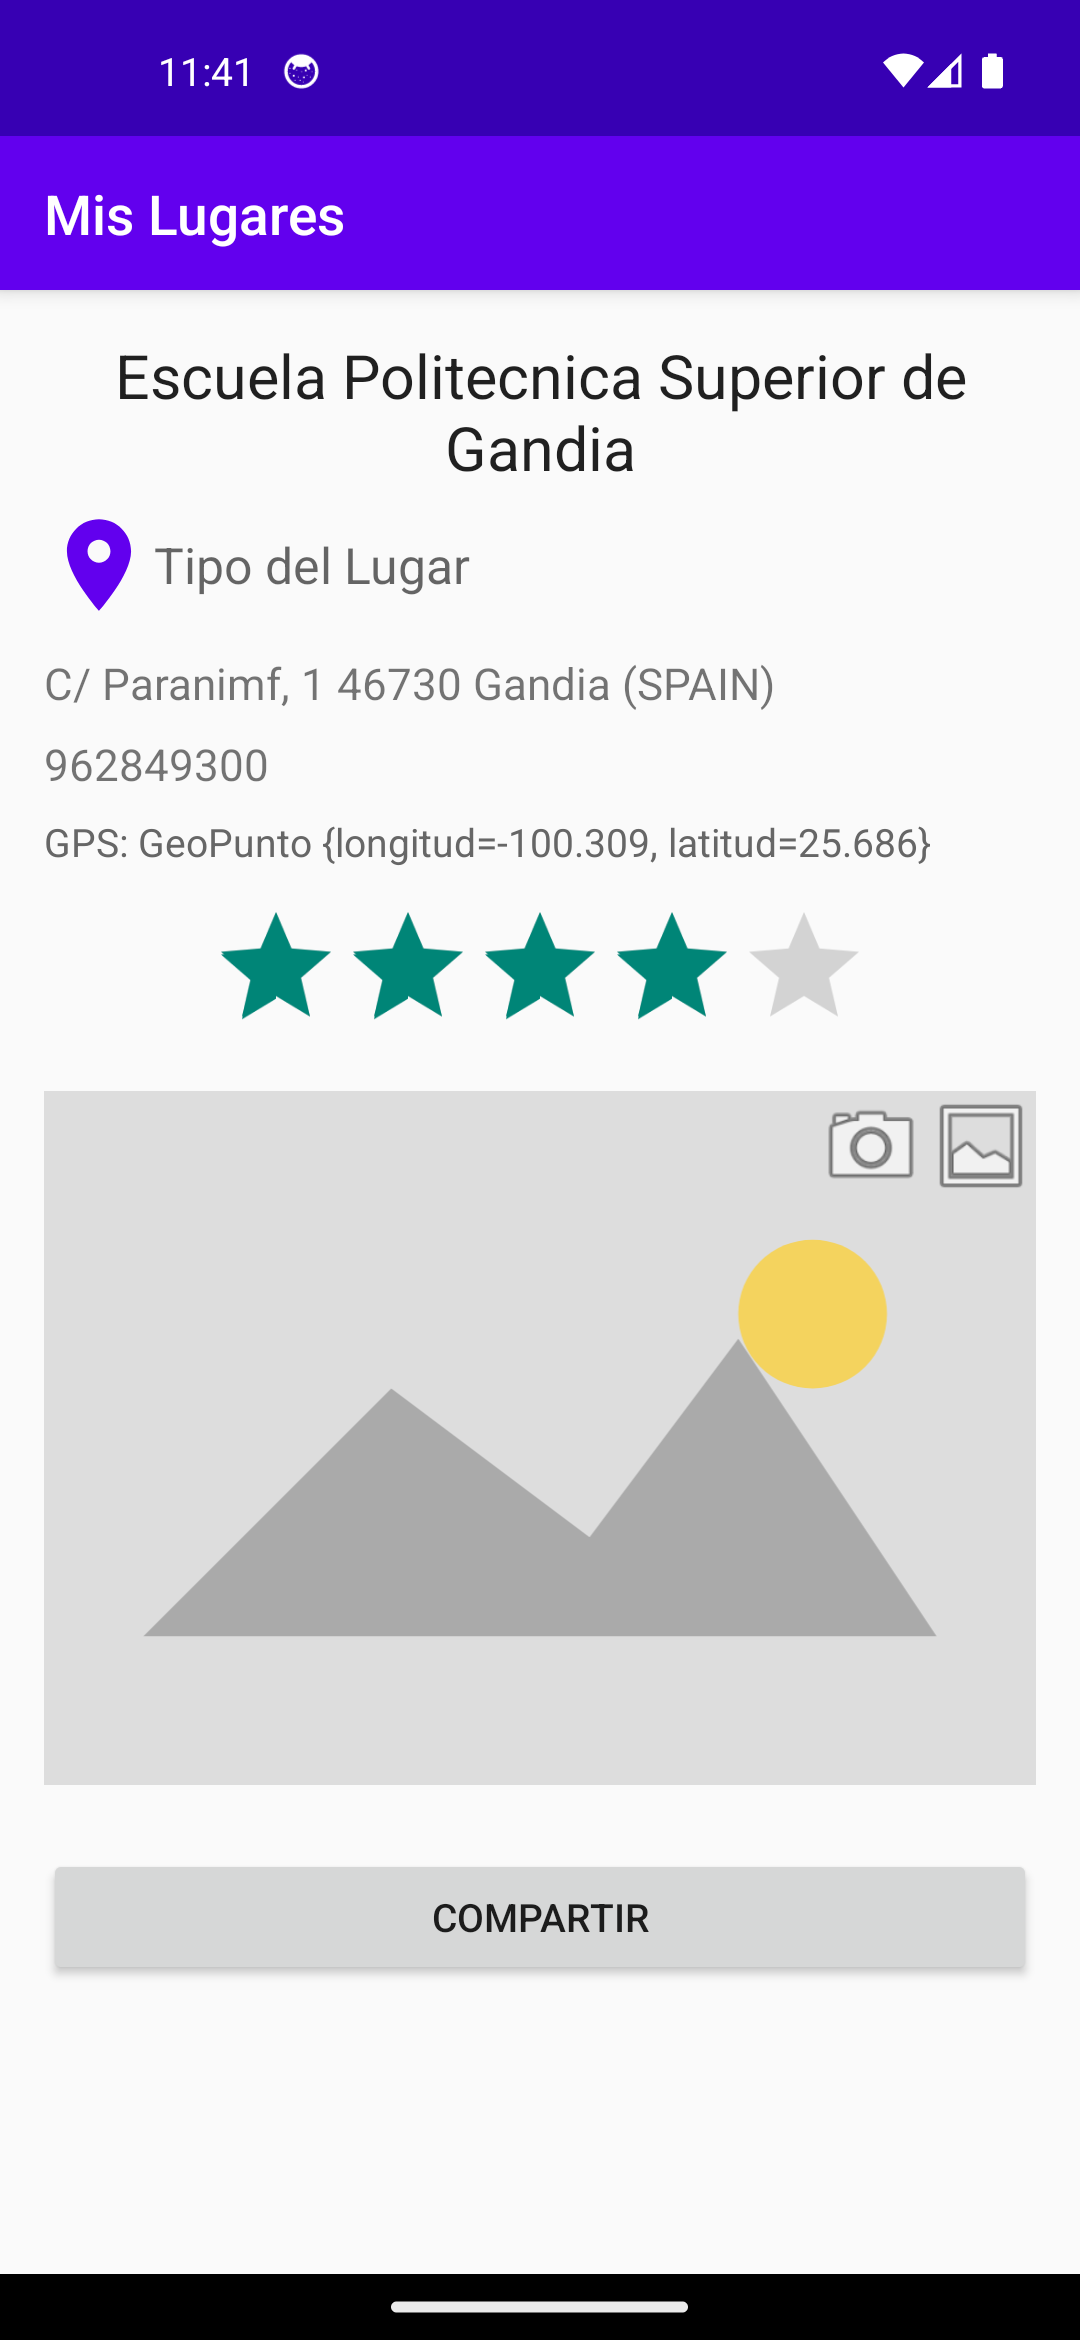 11:41
Mis Lugares
Escuela Politecnica Superior de
Gandia
Tipo del Lugar
C/ Paranimf, 1 46730 Gandia (SPAIN)
962849300
GPS: GeoPunto {longitud=-100.309, latitud=25.686}
COMPARTIR